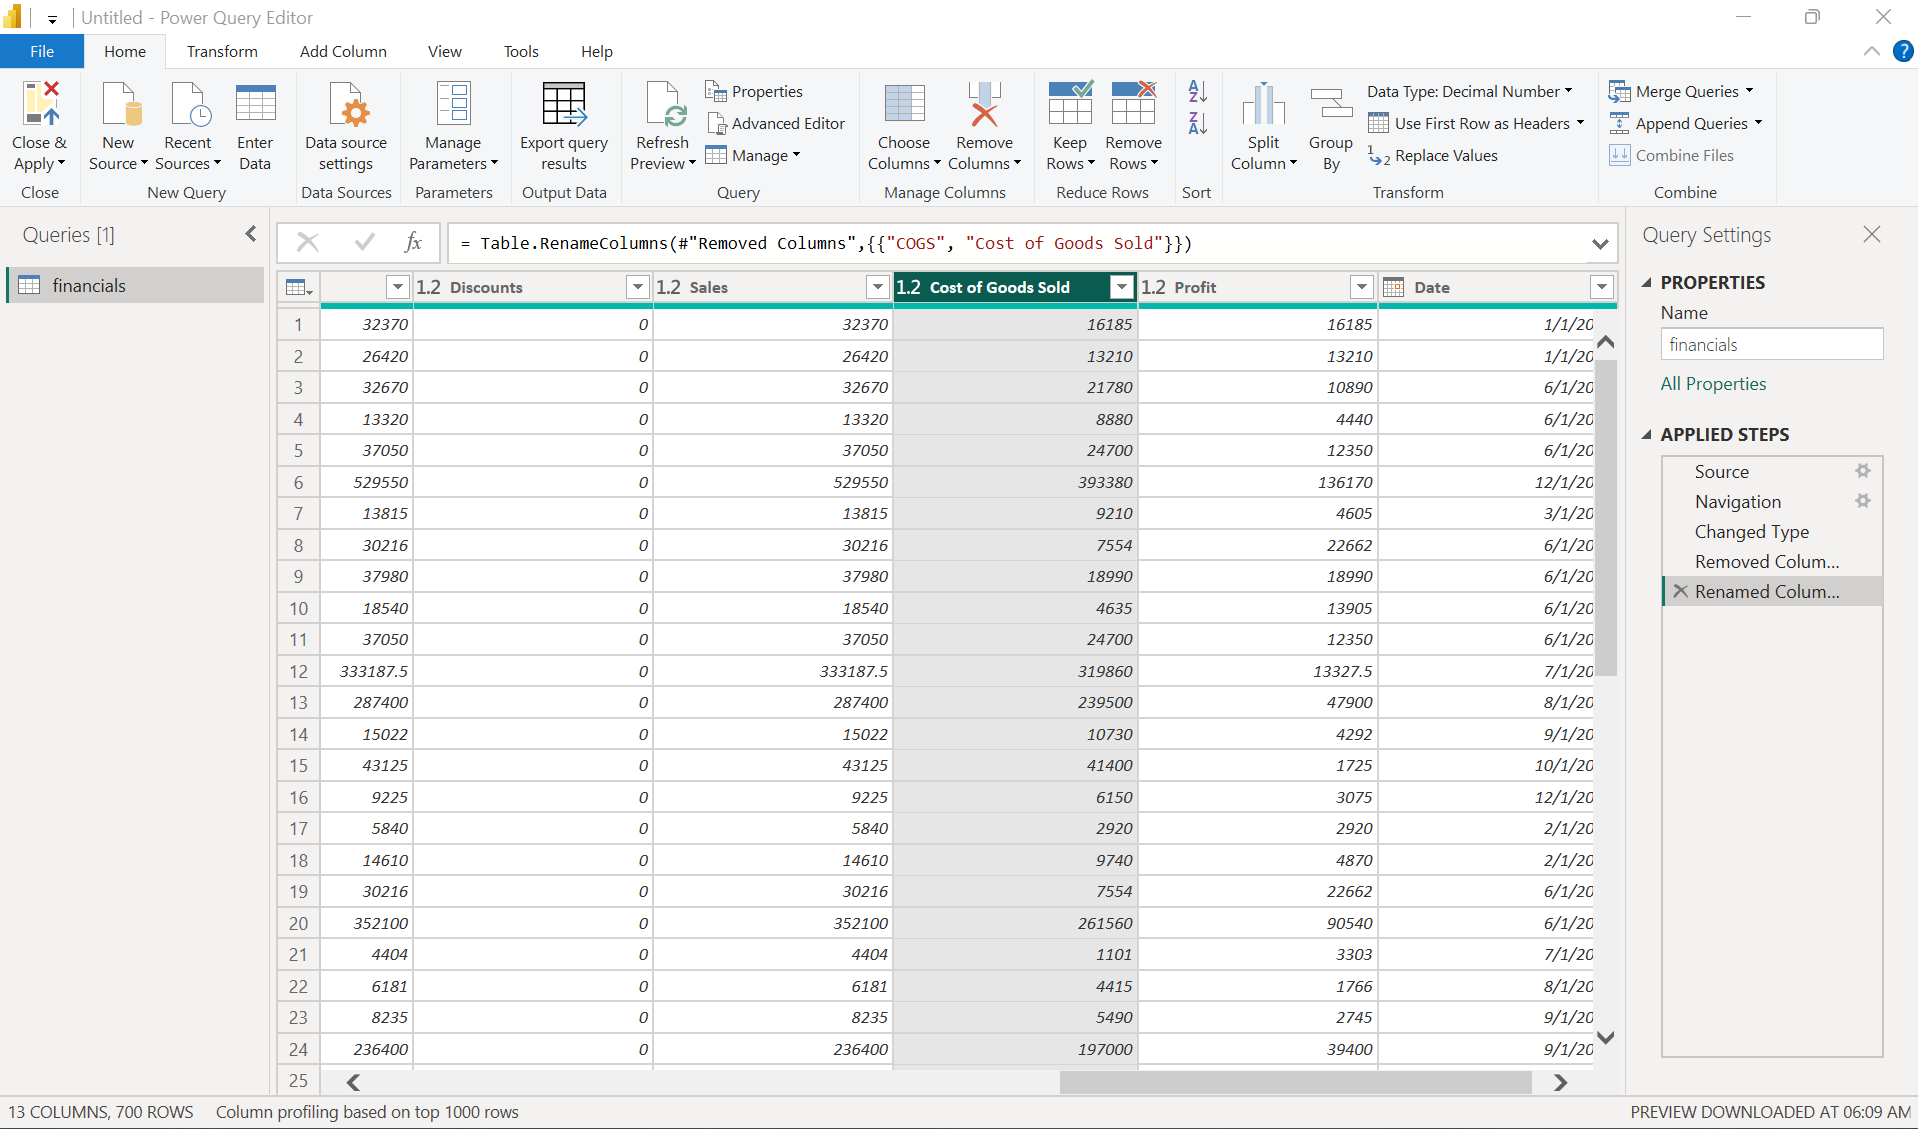 Untitled - Power Query Editor
File Home Transform Add Column View Tools Help
Close & Apply
New Source
Recent Sources
Enter Data
Data source settings
Manage Parameters
Export query results
Refresh Preview
Properties
Advanced Editor
Manage
Choose Columns
Remove Columns
Keep Rows
Remove Rows
Split Column
Group By
Data Type: Decimal Number
Use First Row as Headers
1 2 Replace Values
Merge Queries
Append Queries
Combine Files
Close New Query Data Sources Parameters Output Data Query Manage Columns Reduce Rows Sort Transform Combine
Queries [1]
financials
fx = Table.RenameColumns(#"Removed Columns",{{"COGS", "Cost of Goods Sold"}})
1.2 Discounts 1.2 Sales 1.2 Cost of Goods Sold 1.2 Profit Date
1 32370 0 32370 16185 16185 1/1/20
2 26420 0 26420 13210 13210 1/1/20
3 32670 0 32670 21780 10890 6/1/20
4 13320 0 13320 8880 4440 6/1/20
5 37050 0 37050 24700 12350 6/1/20
6 529550 0 529550 393380 136170 12/1/20
7 13815 0 13815 9210 4605 3/1/20
8 30216 0 30216 7554 22662 6/1/20
9 37980 0 37980 18990 18990 6/1/20
10 18540 0 18540 4635 13905 6/1/20
11 37050 0 37050 24700 12350 6/1/20
12 333187.5 0 333187.5 319860 13327.5 7/1/20
13 287400 0 287400 239500 47900 8/1/20
14 15022 0 15022 10730 4292 9/1/20
15 43125 0 43125 41400 1725 10/1/20
16 9225 0 9225 6150 3075 12/1/20
17 5840 0 5840 2920 2920 2/1/20
18 14610 0 14610 9740 4870 2/1/20
19 30216 0 30216 7554 22662 6/1/20
20 352100 0 352100 261560 90540 6/1/20
21 4404 0 4404 1101 3303 7/1/20
22 6181 0 6181 4415 1766 8/1/20
23 8235 0 8235 5490 2745 9/1/20
24 236400 0 236400 197000 39400 9/1/20
25
Query Settings
PROPERTIES
Name
financials
All Properties
APPLIED STEPS
Source
Navigation
Changed Type
Removed Colum...
Renamed Colum...
13 COLUMNS, 700 ROWS Column profiling based on top 1000 rows
PREVIEW DOWNLOADED AT 06:09 AM